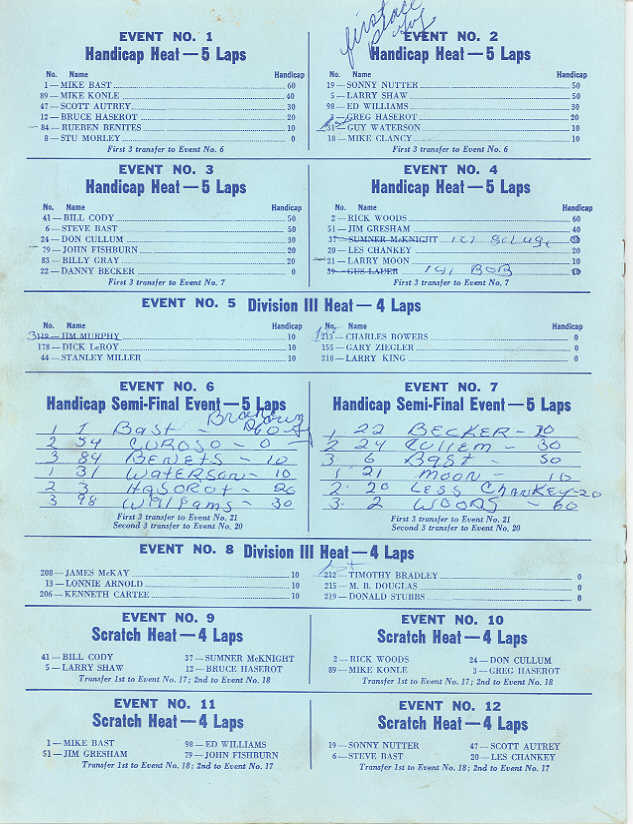 first place
EVENT NO. 1
Handicap Heat — 5 Laps
No. Name Handicap
1 — MIKE BAST 60
89 — MIKE KONLE 40
47 — SCOTT AUTREY 30
12 — BRUCE HASEROT 20
84 — RUEBEN BENITES 10
8 — STU MORLEY 0
First 3 transfer to Event No. 6
EVENT NO. 2
Handicap Heat — 5 Laps
No. Name Handicap
19 — SONNY NUTTER 50
5 — LARRY SHAW 50
98 — ED WILLIAMS 30
3 — GREG HASEROT 20
31 — GUY WATERSON 10
18 — MIKE CLANCY 10
First 3 transfer to Event No. 6
EVENT NO. 3
Handicap Heat — 5 Laps
No. Name Handicap
41 — BILL CODY 50
6 — STEVE BAST 50
24 — DON CULLUM 30
79 — JOHN FISHBURN 20
83 — BILLY GRAY 20
22 — DANNY BECKER 0
First 3 transfer to Event No. 7
EVENT NO. 4
Handicap Heat — 5 Laps
No. Name Handicap
2 — RICK WOODS 60
51 — JIM GRESHAM 40
37 — SUMNER McKNIGHT
20 — LES CHANKEY 20
21 — LARRY MOON 10
39 — GUS LAUER BOB
First 3 transfer to Event No. 7
EVENT NO. 5 Division III Heat — 4 Laps
No. Name Handicap
3 119 — JIM MURPHY 10
178 — DICK LeROY 10
44 — STANLEY MILLER 10
No. Name Handicap
213 — CHARLES BOWERS 0
155 — GARY ZIEGLER 0
210 — LARRY KING 0
EVENT NO. 6
Handicap Semi-Final Event — 5 Laps
1 1 Bast - 60
2 54 CUROSO - 0
3 84 BENETS - 10
1 31 WATERSON - 10
2 3 HASOROT - 20
3 98 Williams - 30
First 3 transfer to Event No. 21
Second 3 transfer to Event No. 20
EVENT NO. 7
Handicap Semi-Final Event — 5 Laps
1 22 BECKER - 10
2 24 Cullem - 30
3 6 Bast - 50
1 21 MOON - 10
2 20 LESS CHANKEY - 20
3 2 WOODS - 60
First 3 transfer to Event No. 21
Second 3 transfer to Event No. 20
EVENT NO. 8 Division III Heat — 4 Laps
208 — JAMES McKAY 10
13 — LONNIE ARNOLD 10
206 — KENNETH CARTEE 10
1st
212 — TIMOTHY BRADLEY 0
215 — M. B. DOUGLAS 0
219 — DONALD STUBBS 0
EVENT NO. 9
Scratch Heat — 4 Laps
41 — BILL CODY 37 — SUMNER McKNIGHT
5 — LARRY SHAW 12 — BRUCE HASEROT
Transfer 1st to Event No. 17; 2nd to Event No. 18
EVENT NO. 10
Scratch Heat — 4 Laps
2 — RICK WOODS 24 — DON CULLUM
89 — MIKE KONLE 3 — GREG HASEROT
Transfer 1st to Event No. 17; 2nd to Event No. 18
EVENT NO. 11
Scratch Heat — 4 Laps
1 — MIKE BAST 98 — ED WILLIAMS
51 — JIM GRESHAM 79 — JOHN FISHBURN
Transfer 1st to Event No. 18; 2nd to Event No. 17
EVENT NO. 12
Scratch Heat — 4 Laps
19 — SONNY NUTTER 47 — SCOTT AUTREY
6 — STEVE BAST 20 — LES CHANKEY
Transfer 1st to Event No. 18; 2nd to Event No. 17